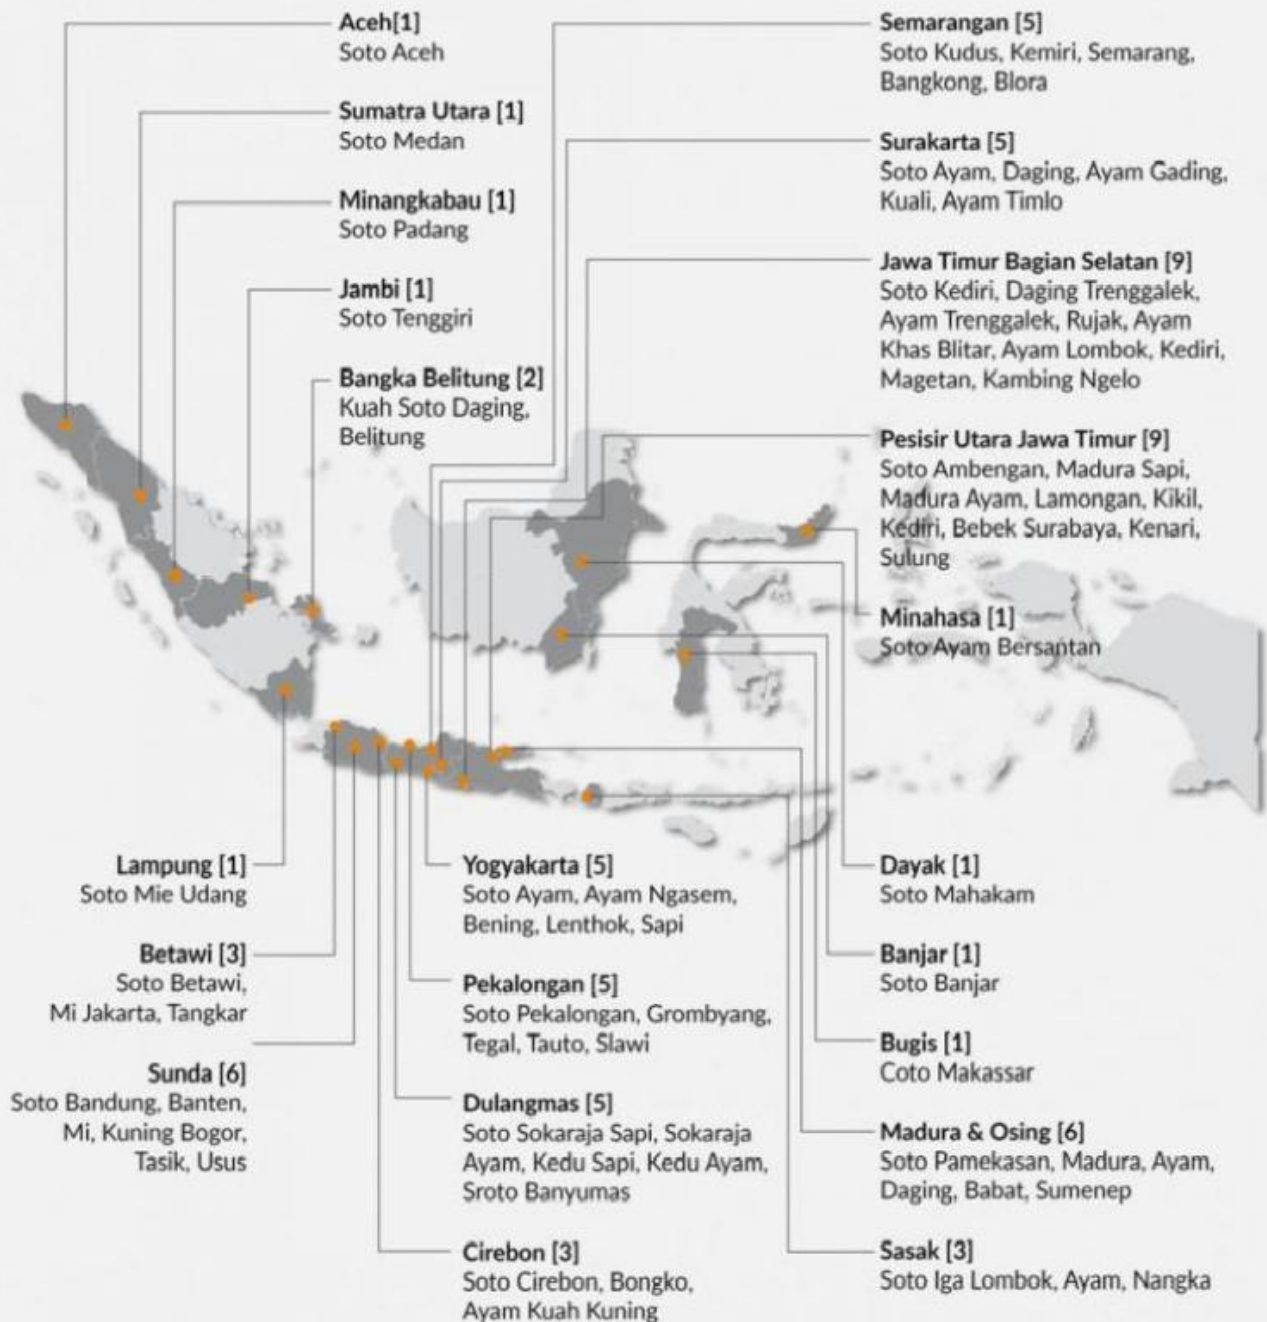 Aceh[1]
Soto Aceh
Sumatra Utara [1]
Soto Medan
Minangkabau [1]
Soto Padang
Jambi [1]
Soto Tenggiri
Bangka Belitung [2]
Kuah Soto Daging,
Belitung
Semarangan [5]
Soto Kudus, Kemiri, Semarang,
Bangkong, Blora
Surakarta [5]
Soto Ayam, Daging, Ayam Gading,
Kuali, Ayam Timlo
Jawa Timur Bagian Selatan [9]
Soto Kediri, Daging Trenggalek,
Ayam Trenggalek, Rujak, Ayam
Khas Blitar, Ayam Lombok, Kediri,
Magetan, Kambing Ngelo
Pesisir Utara Jawa Timur [9]
Soto Ambengan, Madura Sapi,
Madura Ayam, Lamongan, Kikil,
Kediri, Bebek Surabaya, Kenari,
Sulung
Minahasa [1]
Soto Ayam Bersantan
Lampung [1]
Soto Mie Udang
Betawi [3]
Soto Betawi,
Mi Jakarta, Tangkar
Sunda [6]
Soto Bandung, Banten,
Mi, Kuning Bogor,
Tasik, Usus
Yogyakarta [5]
Soto Ayam, Ayam Ngasem,
Bening, Lenthok, Sapi
Pekalongan [5]
Soto Pekalongan, Grombyang,
Tegal, Tauto, Slawi
Dulangmas [5]
Soto Sokaraja Sapi, Sokaraja
Ayam, Kedu Sapi, Kedu Ayam,
Sroto Banyumas
Cirebon [3]
Soto Cirebon, Bongko,
Ayam Kuah Kuning
Dayak [1]
Soto Mahakam
Banjar [1]
Soto Banjar
Bugis [1]
Coto Makassar
Madura & Osing [6]
Soto Pamekasan, Madura, Ayam,
Daging, Babat, Sumenep
Sasak [3]
Soto Iga Lombok, Ayam, Nangka